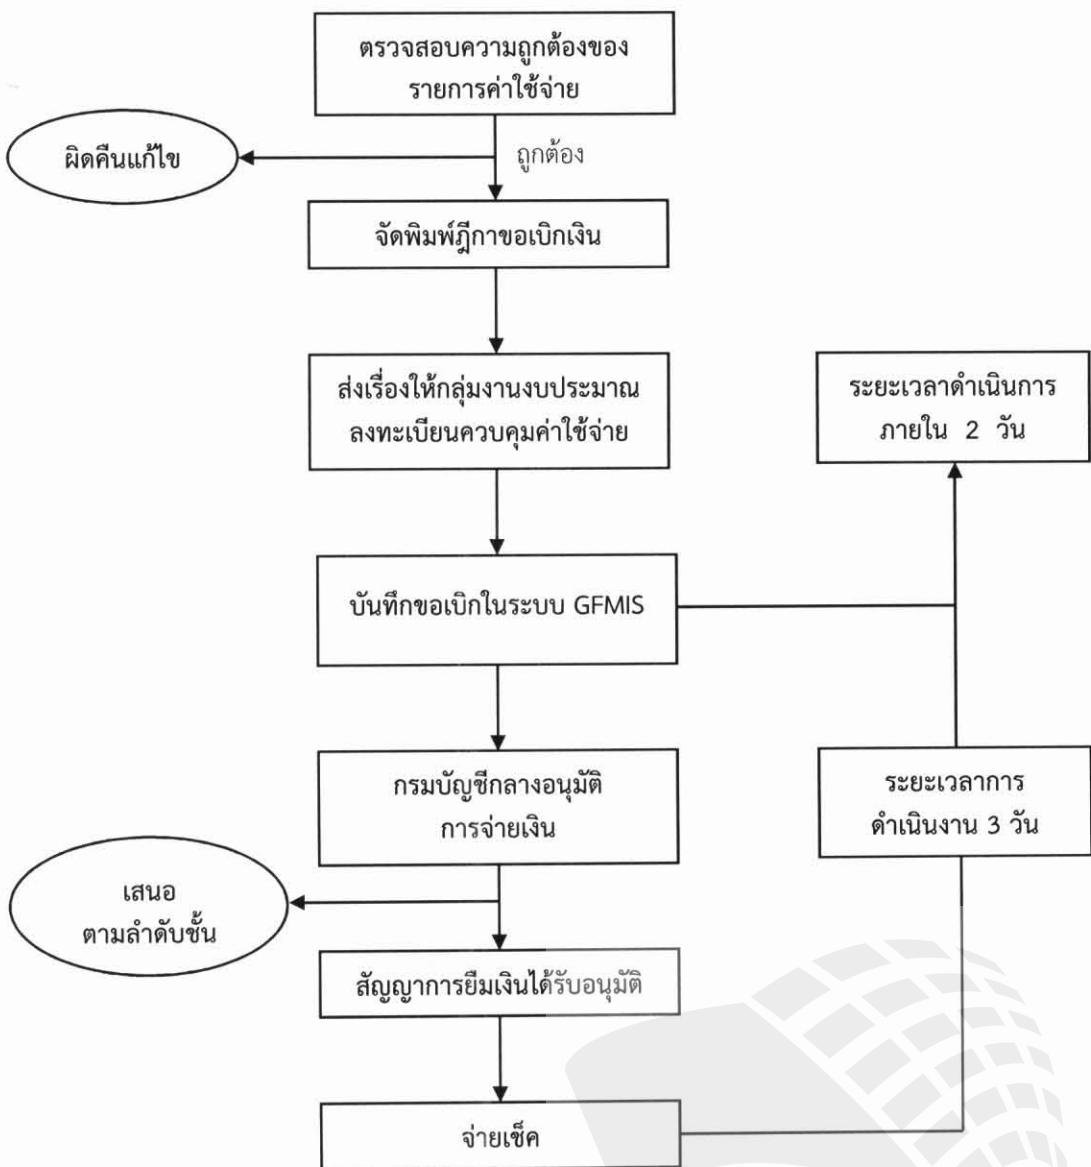 ตรวจสอบความถูกต้องของ
รายการค่าใช้จ่าย
ผิดคืนแก้ไข
ถูกต้อง
จัดพิมพ์ฎีกาขอเบิกเงิน
ส่งเรื่องให้กลุ่มงานงบประมาณ
ลงทะเบียนควบคุมค่าใช้จ่าย
ระยะเวลาดำเนินการ
ภายใน 2 วัน
บันทึกขอเบิกในระบบ GFMIS
กรมบัญชีกลางอนุมัติ
การจ่ายเงิน
ระยะเวลาการ
ดำเนินงาน 3 วัน
เสนอ
ตามลำดับชั้น
สัญญาการยืมเงินได้รับอนุมัติ
จ่ายเช็ค